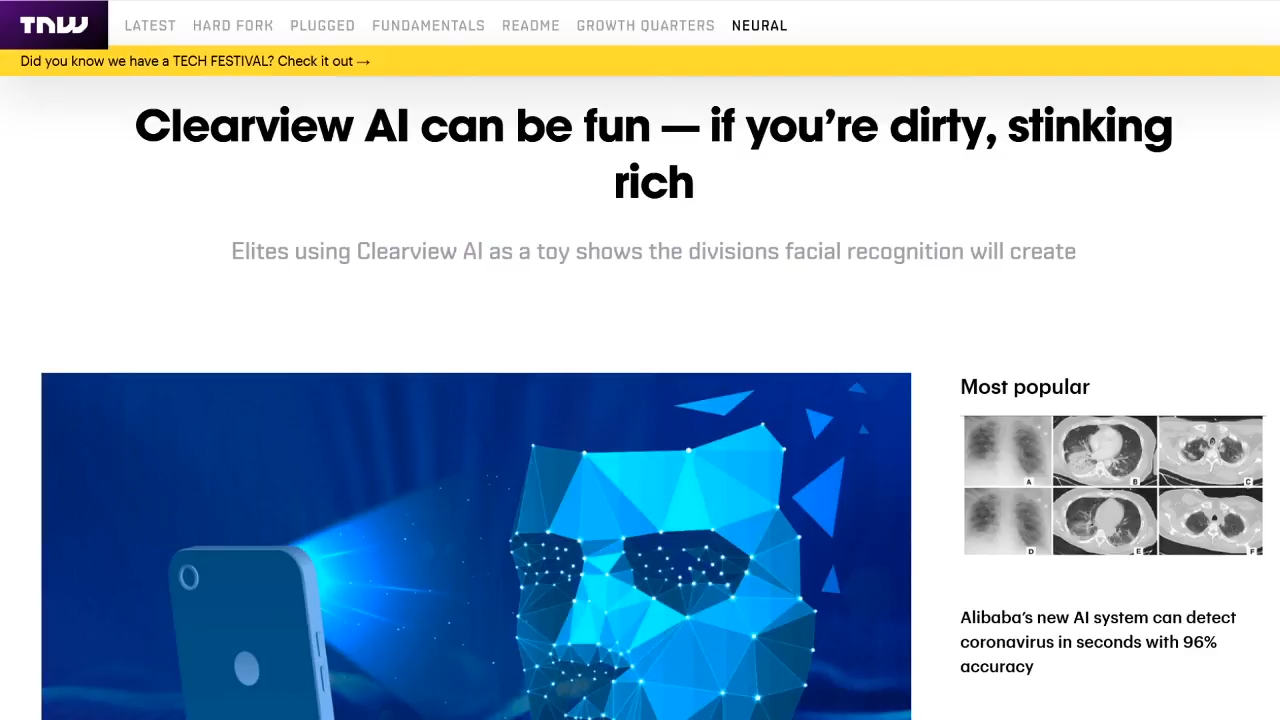 TNW
LATEST HARD FORK PLUGGED FUNDAMENTALS README GROWTH QUARTERS NEURAL
Did you know we have a TECH FESTIVAL? Check it out →
Clearview AI can be fun — if you’re dirty, stinking
rich
Elites using Clearview AI as a toy shows the divisions facial recognition will create
Most popular
A B C
D E F
Alibaba’s new AI system can detect
coronavirus in seconds with 96%
accuracy